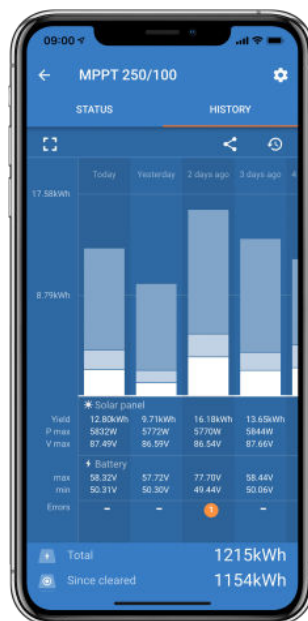 09:00
MPPT 250/100
STATUS HISTORY
Today Yesterday 2 days ago 3 days ago 4
17.58kWh
8.79kWh
Solar panel
Yield 12.80kWh 9.71kWh 16.18kWh 13.65kWh
P max 5832W 5772W 5770W 5844W
V max 87.49V 86.59V 86.54V 87.66V
Battery
max 58.32V 57.72V 77.70V 58.44V
min 50.31V 50.30V 49.44V 50.06V
Errors – – 1 –
Total 1215kWh
Since cleared 1154kWh